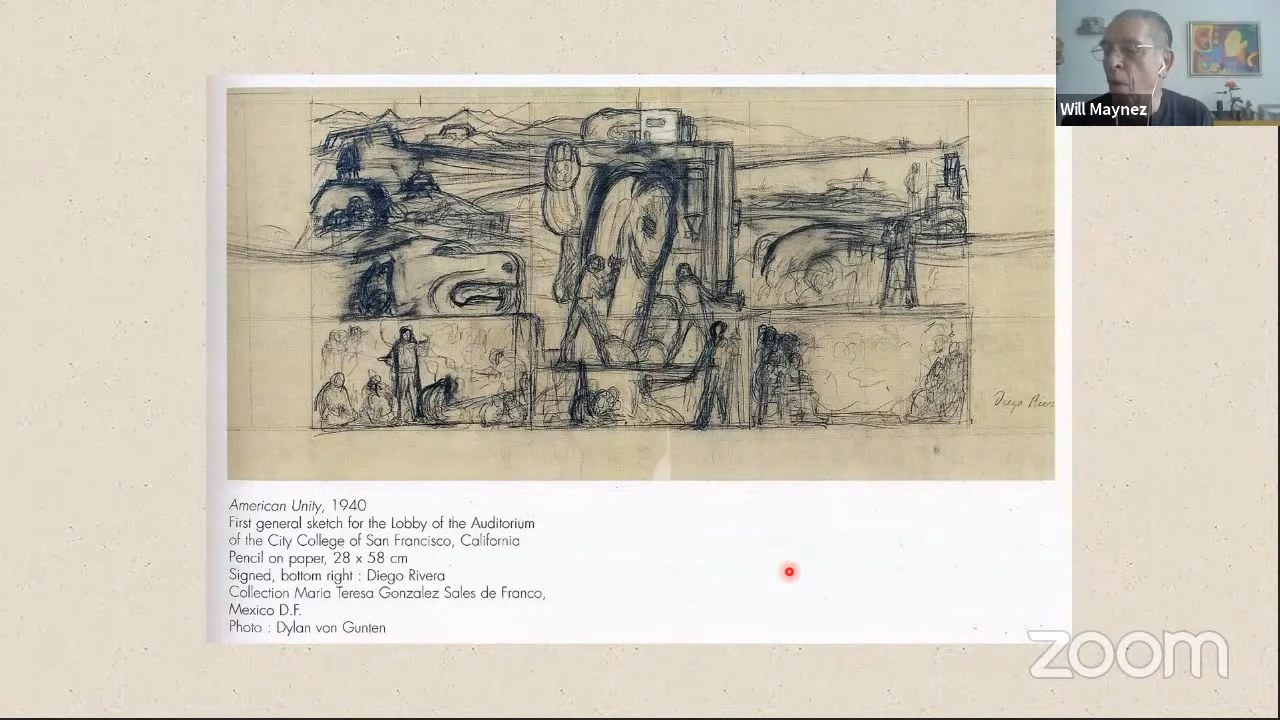 Will Maynez
Diego
American Unity, 1940
First general sketch for the Lobby of the Auditorium
of the City College of San Francisco, California
Pencil on paper, 28 x 58 cm
Signed, bottom right : Diego Rivera
Collection Maria Teresa Gonzalez Sales de Franco,
Mexico D.F.
Photo : Dylan von Gunten
zoom